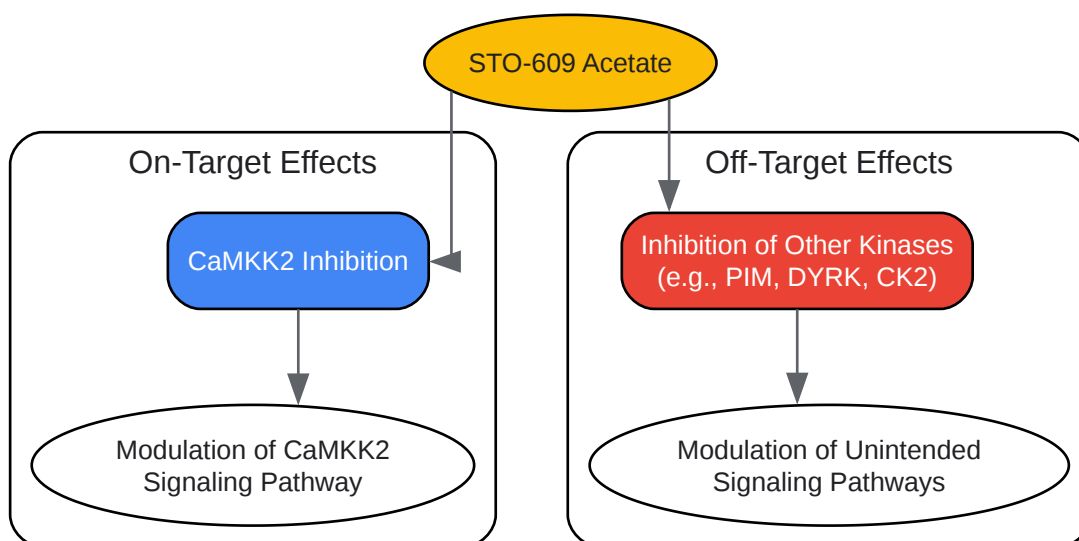 STO-609 Acetate
On-Target Effects
CaMKK2 Inhibition
Modulation of CaMKK2
Signaling Pathway
Off-Target Effects
Inhibition of Other Kinases
(e.g., PIM, DYRK, CK2)
Modulation of Unintended
Signaling Pathways